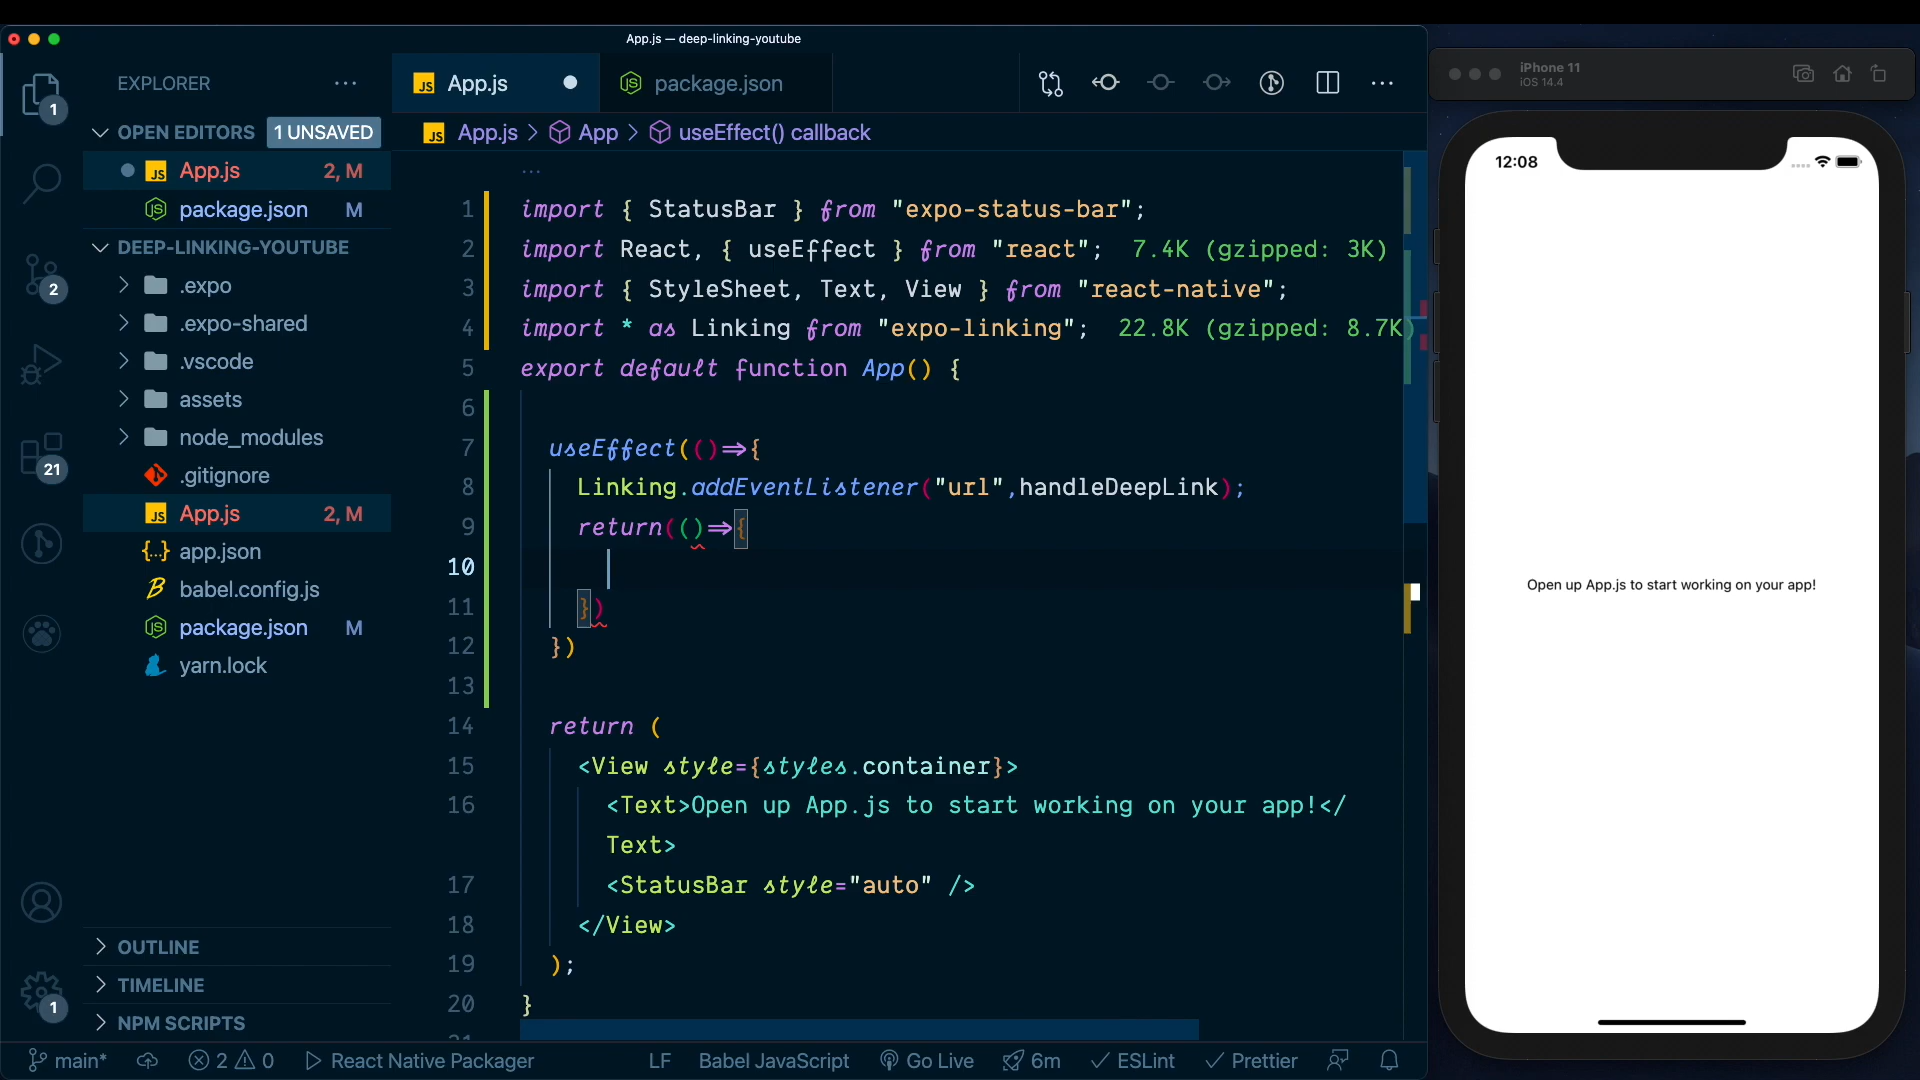 App.js — deep-linking-youtube
iPhone 11
iOS 14.4
EXPLORER
...
App.js
package.json
...
1
OPEN EDITORS
1 UNSAVED
App.js > App > useEffect() callback
App.js 2, M
package.json M
DEEP-LINKING-YOUTUBE
.expo
.expo-shared
.vscode
assets
node_modules
.gitignore
App.js 2, M
app.json
babel.config.js
package.json M
yarn.lock
2
21
1
OUTLINE
TIMELINE
NPM SCRIPTS
...
1 import { StatusBar } from "expo-status-bar";
2 import React, { useEffect } from "react"; 7.4K (gzipped: 3K)
3 import { StyleSheet, Text, View } from "react-native";
4 import * as Linking from "expo-linking"; 22.8K (gzipped: 8.7K)
5 export default function App() {
6
7 useEffect(()=>{
8 Linking.addEventListener("url",handleDeepLink);
9 return(()=>{
10
11 })
12 })
13
14 return (
15 <View style={styles.container}>
16 <Text>Open up App.js to start working on your app!</
Text>
17 <StatusBar style="auto" />
18 </View>
19 );
20 }
21
12:08
Open up App.js to start working on your app!
main* 2 0 React Native Packager LF Babel JavaScript Go Live 6m ESLint Prettier